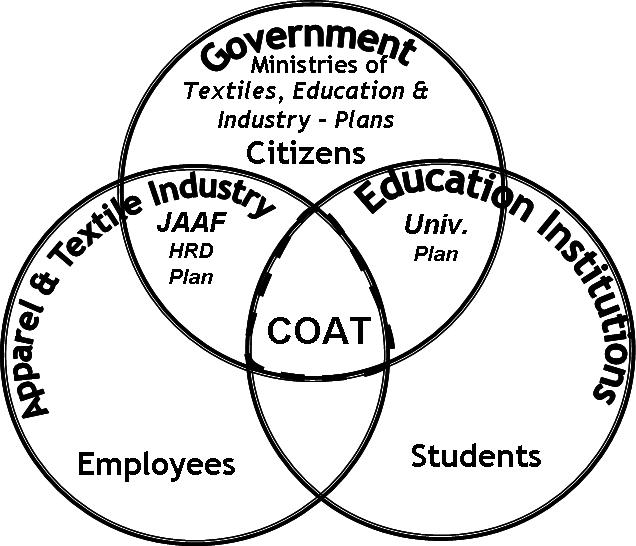 Government
Ministries of
Textiles, Education &
Industry – Plans
Citizens
Apparel & Textile Industry
JAAF
HRD
Plan
Education Institutions
Univ.
Plan
COAT
Employees
Students